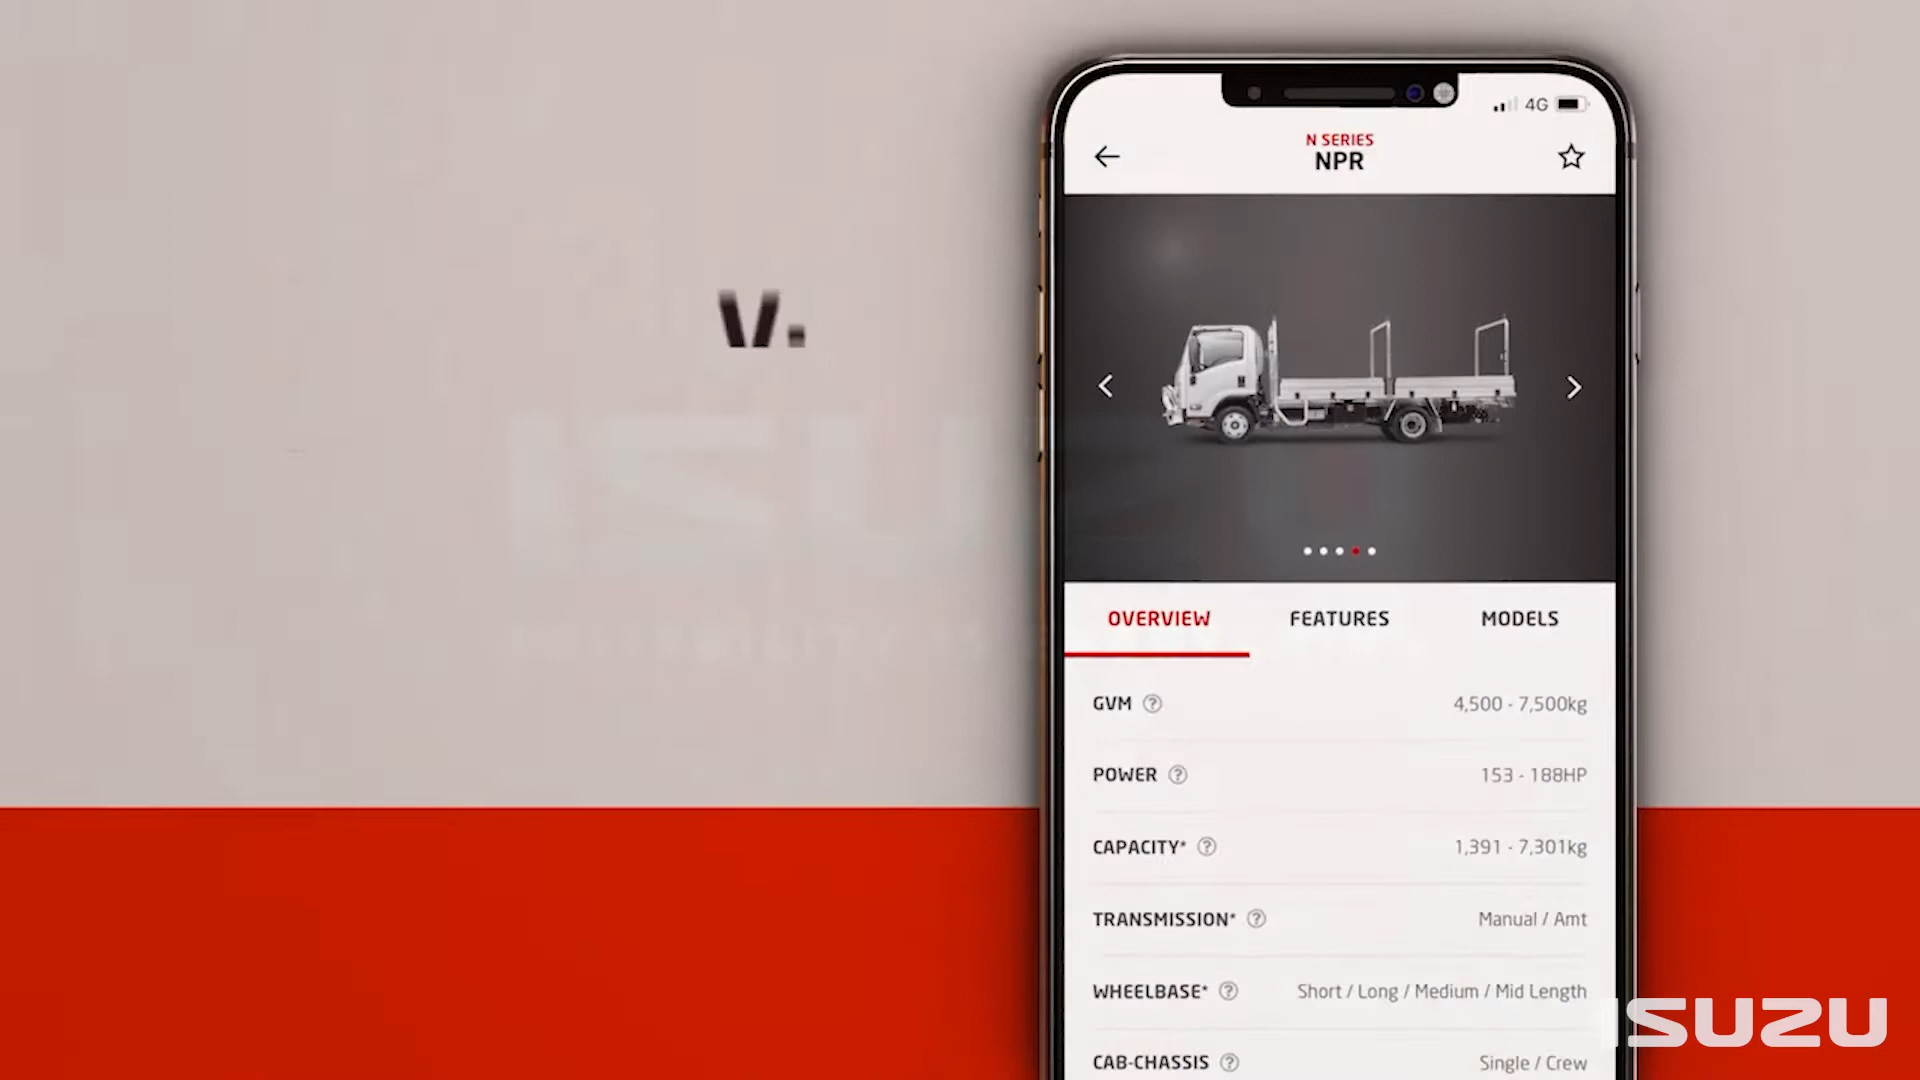 4G
N SERIES
NPR
OVERVIEW FEATURES MODELS
GVM ? 4,500 - 7,500kg
POWER ? 153 - 188HP
CAPACITY* ? 1,391 - 7,301kg
TRANSMISSION* ? Manual / Amt
WHEELBASE* ? Short / Long / Medium / Mid Length
CAB-CHASSIS ? Single / Crew
ISUZU